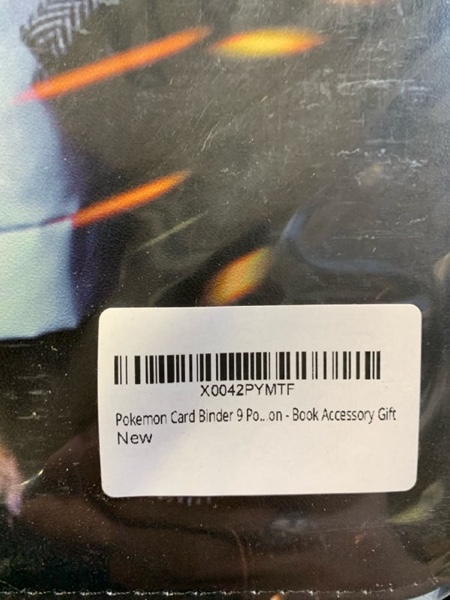 X0042PYMTF
Pokemon Card Binder 9 Po... on - Book Accessory Gift
New